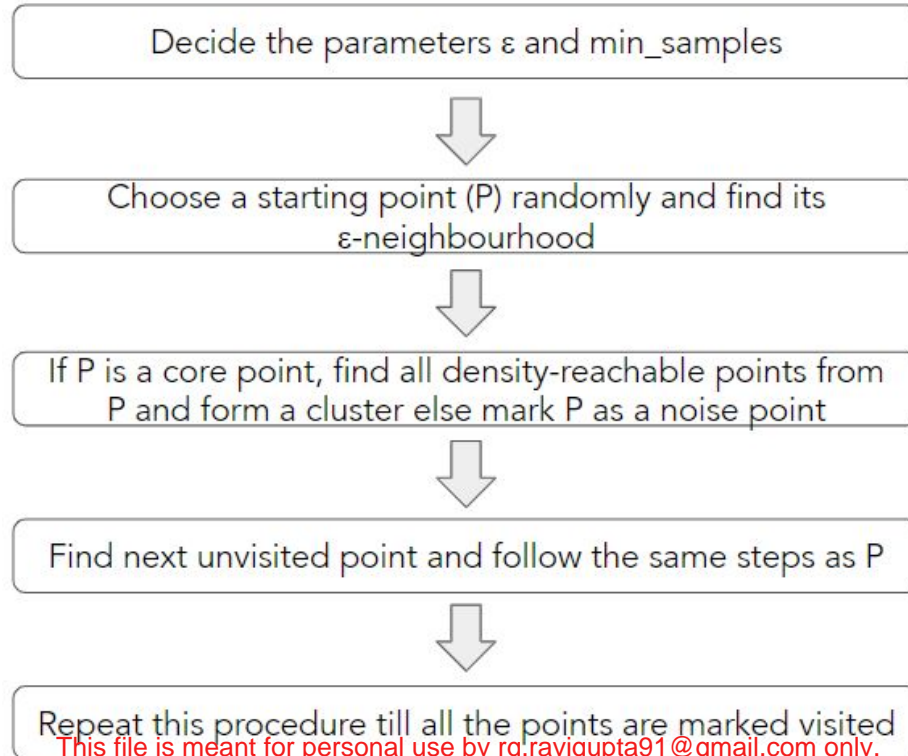 Decide the parameters ε and min_samples
Choose a starting point (P) randomly and find its
ε-neighbourhood
If P is a core point, find all density-reachable points from
P and form a cluster else mark P as a noise point
Find next unvisited point and follow the same steps as P
Repeat this procedure till all the points are marked visited
This file is meant for personal use by rg.ravigupta91@gmail.com only.